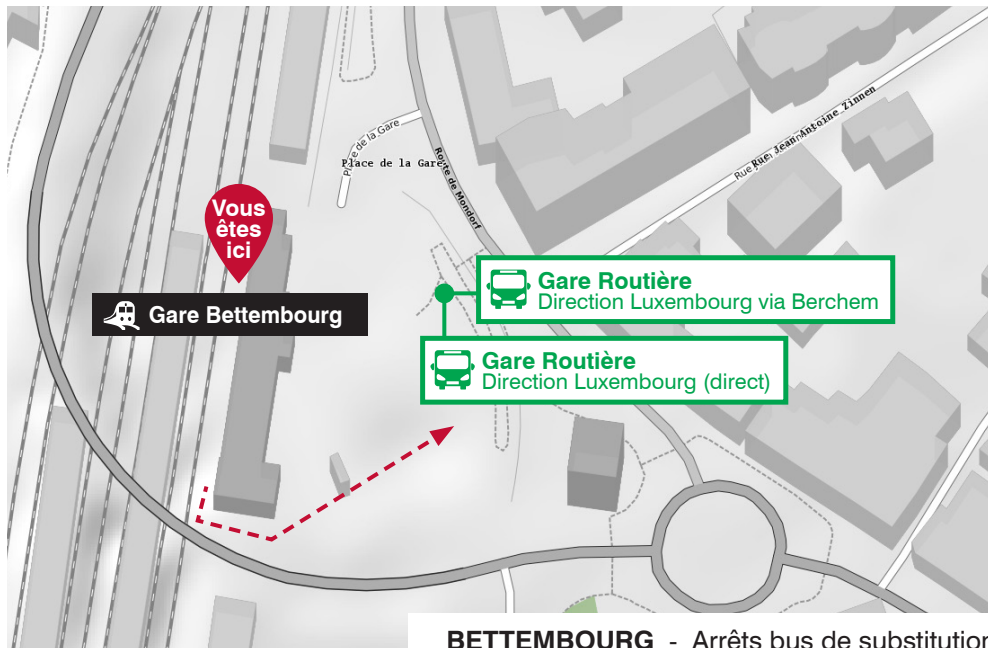 Place de la Gare
Place de la Gare
Route de Mondorf
Rue Jean Antoine Zinnen
Vous
êtes
ici
Gare Bettembourg
Gare Routière
Direction Luxembourg via Berchem
Gare Routière
Direction Luxembourg (direct)
BETTEMBOURG - Arrêts bus de substitution